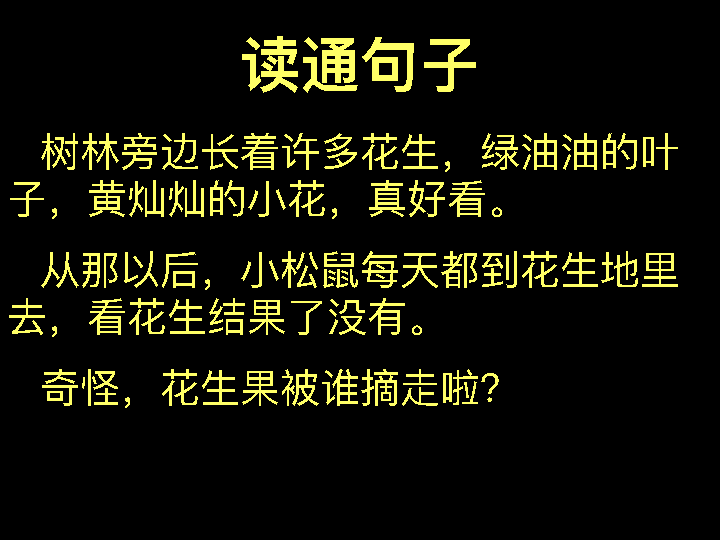 读通句子
树林旁边长着许多花生，绿油油的叶
子，黄灿灿的小花，真好看。
从那以后，小松鼠每天都到花生地里
去，看花生结果了没有。
奇怪，花生果被谁摘走啦？